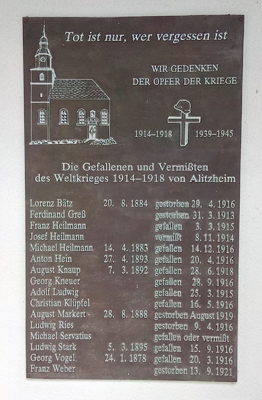 Tot ist nur, wer vergessen ist
WIR GEDENKEN
DER OPFER DER KRIEGE
1914-1918 1939-1945
Die Gefallenen und Vermißten
des Weltkrieges 1914-1918 von Alitzheim
Lorenz Bätz 20. 8. 1884 gestorben 29. 4. 1916
Ferdinand Greß gestorben 31. 3. 1913
Franz Heilmann gefallen 3. 3. 1915
Josef Heilmann vermißt 8. 11. 1914
Michael Heilmann 14. 4. 1883 gefallen 14. 12. 1916
Anton Hein 27. 4. 1893 gefallen 20. 4. 1916
August Knaup 7. 3. 1892 gefallen 28. 6. 1918
Georg Kneuer gefallen 28. 9. 1916
Adolf Ludwig gefallen 23. 3. 1915
Christian Klüpfel gefallen 16. 5. 1916
August Markert 28. 8. 1888 gestorben August 1919
Ludwig Ries gestorben 9. 4. 1916
Michael Servatius gefallen oder vermißt
Ludwig Stark 5. 3. 1895 gefallen 15. 9. 1916
Georg Vogel 24. 1. 1878 gefallen 20. 3. 1916
Franz Weber gestorben 13. 9. 1921